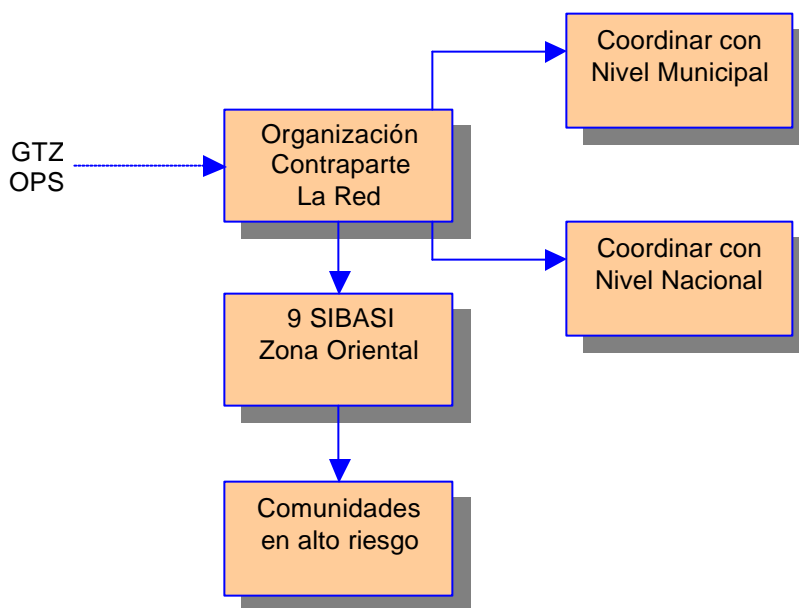 Coordinar con
Nivel Municipal
GTZ
OPS
Organización
Contraparte
La Red
Coordinar con
Nivel Nacional
9 SIBASI
Zona Oriental
Comunidades
en alto riesgo